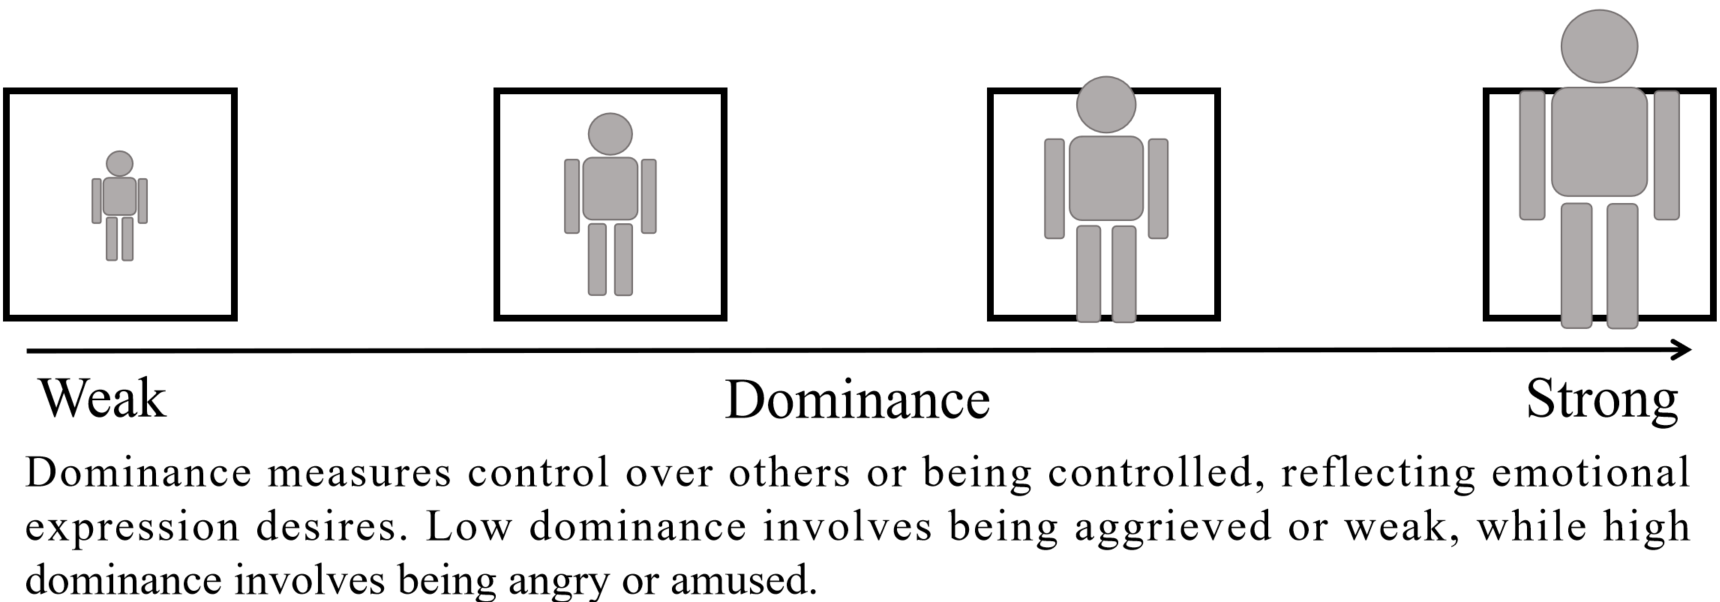 Weak Dominance Strong
Dominance measures control over others or being controlled, reflecting emotional
expression desires. Low dominance involves being aggrieved or weak, while high
dominance involves being angry or amused.